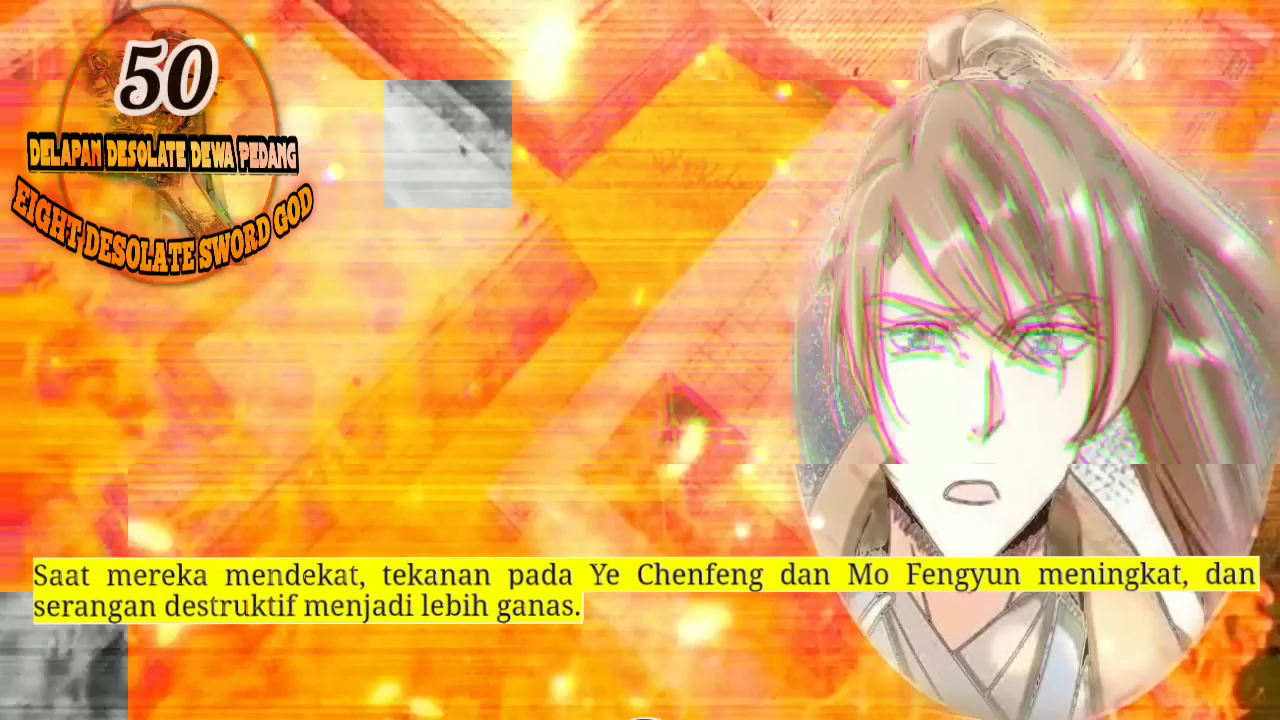 50
DELAPAN DESOLATE DEWA PEDANG
EIGHT DESOLATE SWORD GOD
Saat mereka mendekat, tekanan pada Ye Chenfeng dan Mo Fengyun meningkat, dan
serangan destruktif menjadi lebih ganas.